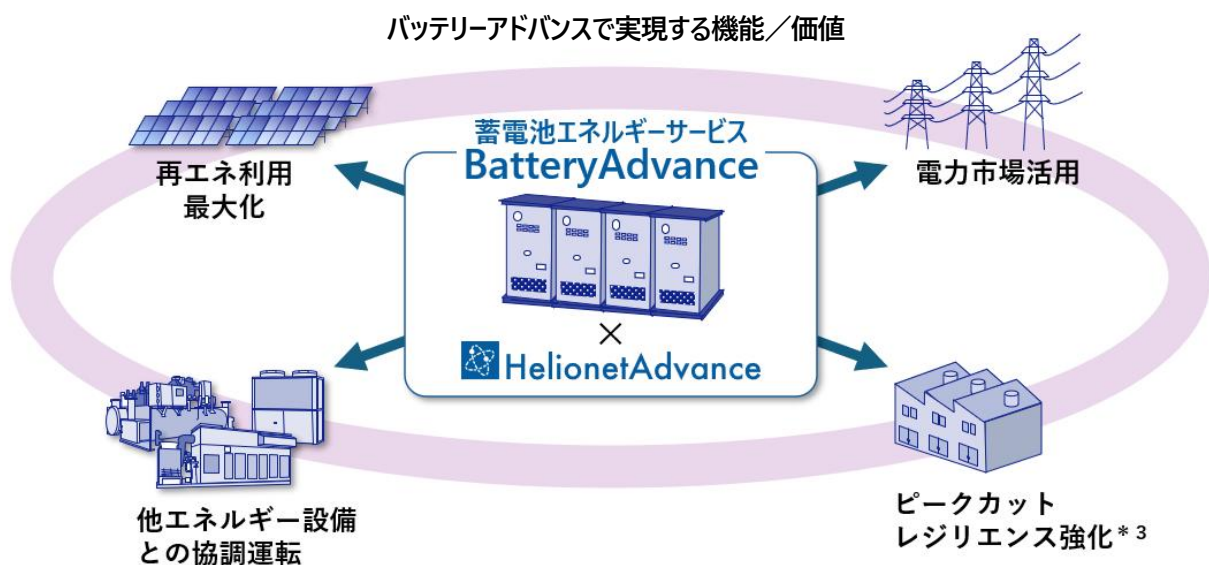 バッテリーアドバンスで実現する機能／価値
蓄電池エネルギーサービス
BatteryAdvance
×
HelionetAdvance
再エネ利用
最大化
電力市場活用
他エネルギー設備
との協調運転
ピークカット
レジリエンス強化＊3